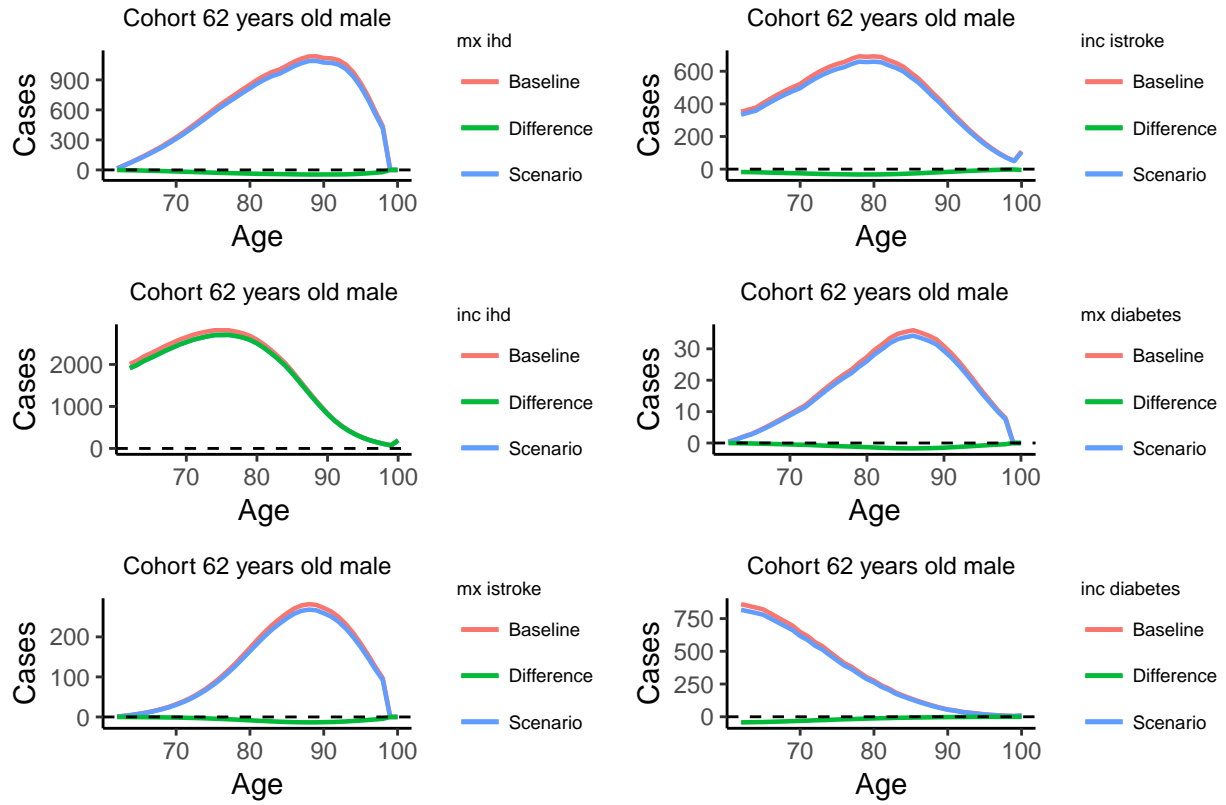 Cohort 62 years old male
Cases
900
600
300
0
70 80 90 100
Age
mx ihd
Baseline
Difference
Scenario
Cohort 62 years old male
Cases
600
400
200
0
70 80 90 100
Age
inc istroke
Baseline
Difference
Scenario
Cohort 62 years old male
Cases
2000
1000
0
70 80 90 100
Age
inc ihd
Baseline
Difference
Scenario
Cohort 62 years old male
Cases
30
20
10
0
70 80 90 100
Age
mx diabetes
Baseline
Difference
Scenario
Cohort 62 years old male
Cases
200
100
0
70 80 90 100
Age
mx istroke
Baseline
Difference
Scenario
Cohort 62 years old male
Cases
750
500
250
0
70 80 90 100
Age
inc diabetes
Baseline
Difference
Scenario